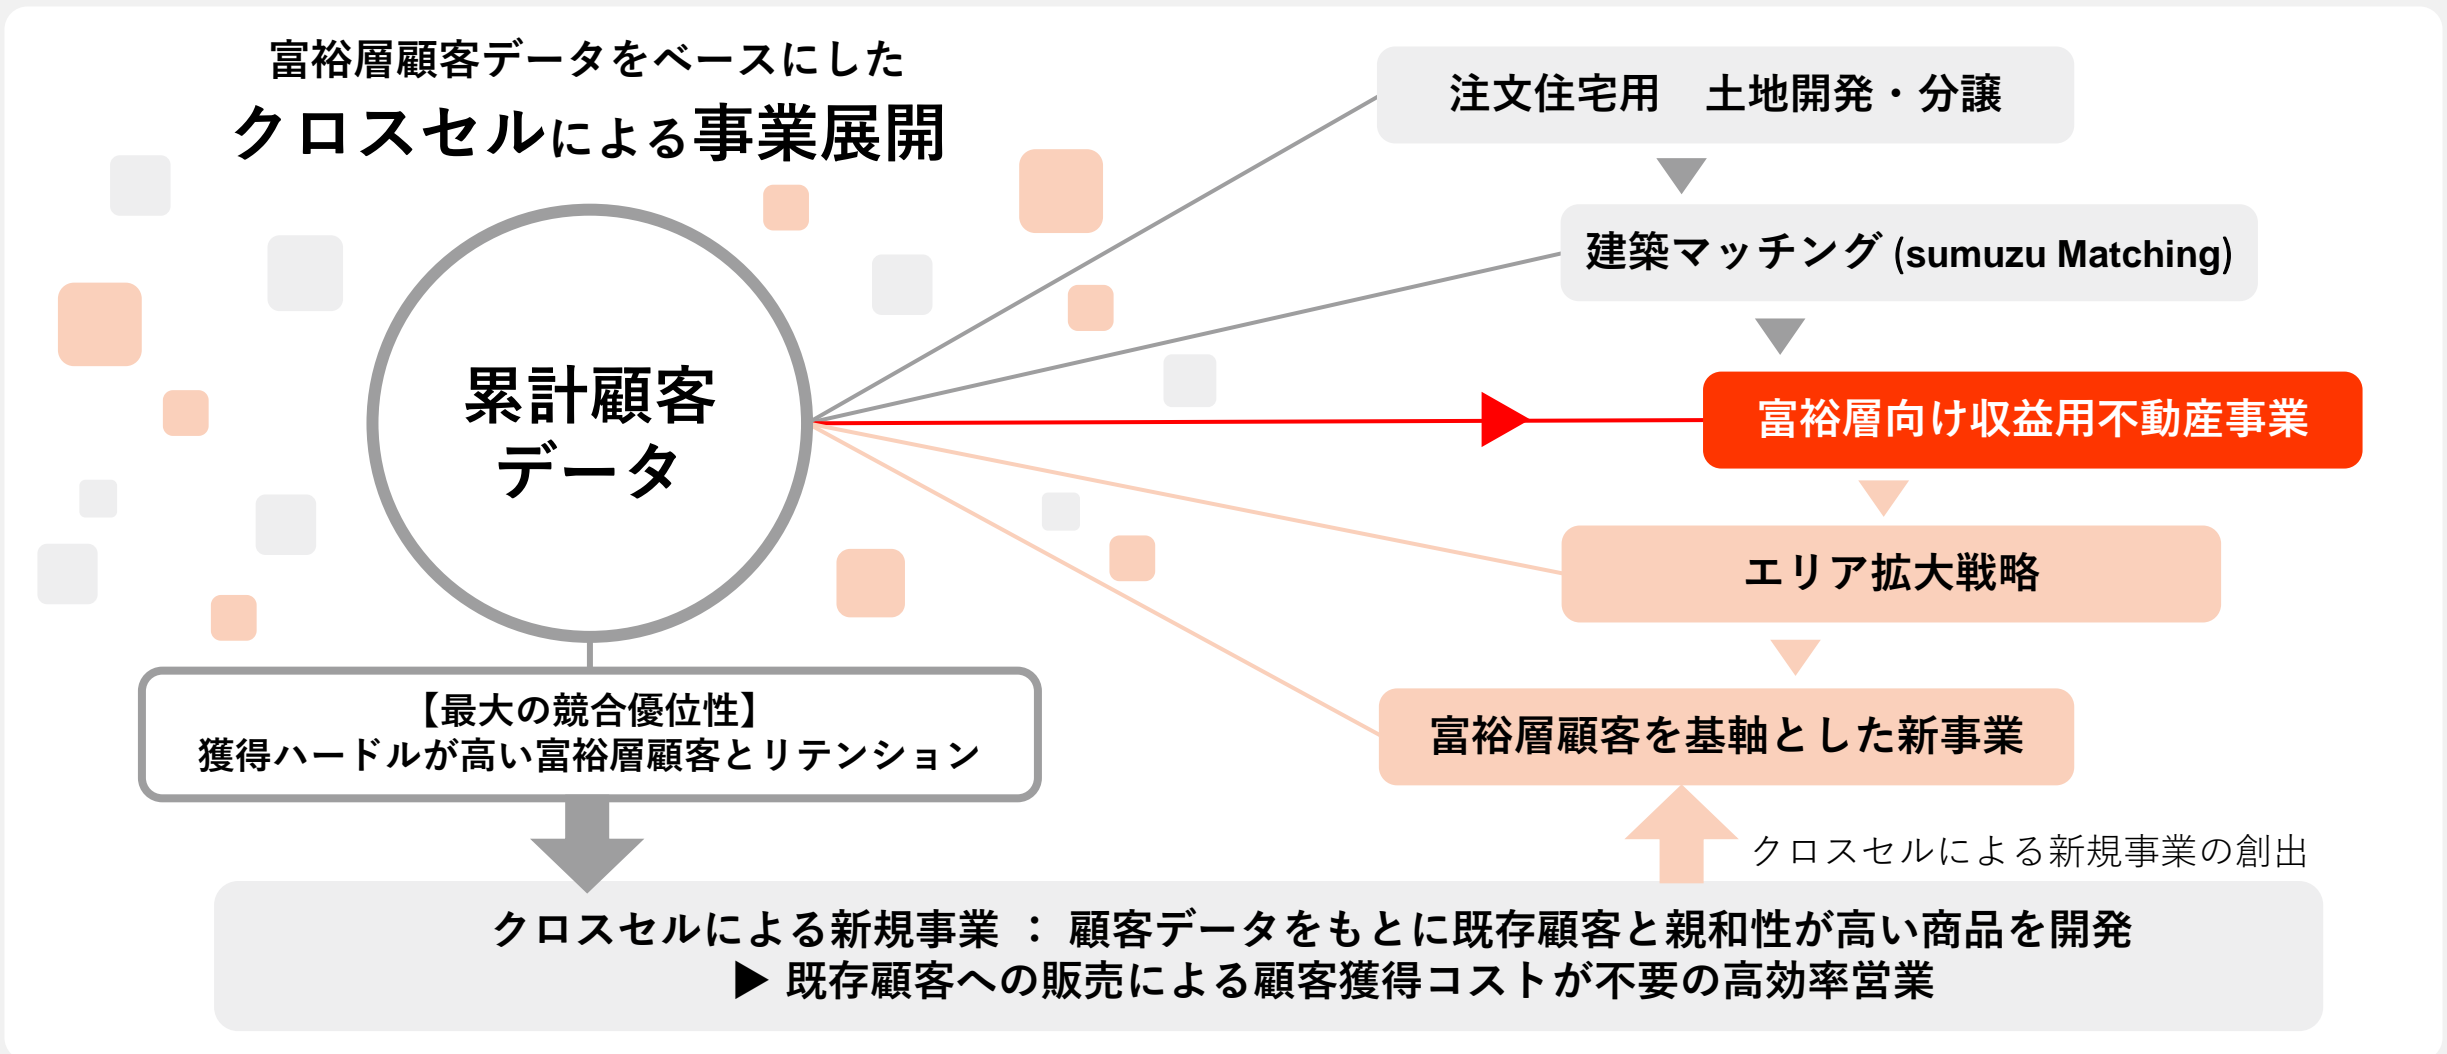 富裕層顧客データをベースにした
クロスセルによる事業展開
累計顧客
データ
【最大の競合優位性】
獲得ハードルが高い富裕層顧客とリテンション
注文住宅用　土地開発・分譲
建築マッチング (sumuzu Matching)
富裕層向け収益用不動産事業
エリア拡大戦略
富裕層顧客を基軸とした新事業
クロスセルによる新規事業の創出
クロスセルによる新規事業 ： 顧客データをもとに既存顧客と親和性が高い商品を開発
▶ 既存顧客への販売による顧客獲得コストが不要の高効率営業